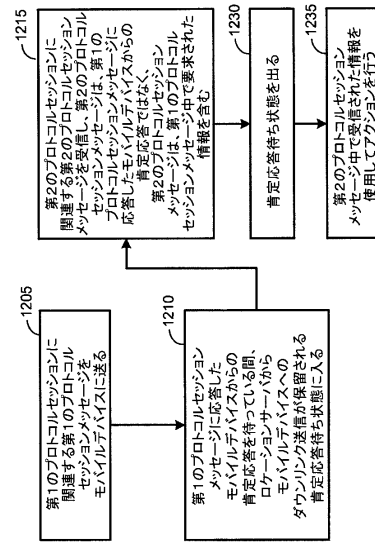 1205
第1のプロトコルセッションに
関連する第1のプロトコル
セッションメッセージを
モバイルデバイスに送る
1210
第1のプロトコルセッション
メッセージに応答した
モバイルデバイスからの
肯定応答を待っている間、
ロケーションサーバから
モバイルデバイスへの
ダウンリンク送信が保留される
肯定応答待ち状態に入る
1215
第2のプロトコルセッションに
関連する第2のプロトコルセッション
メッセージを受信し、第2のプロトコル
セッションメッセージは、第1の
プロトコルセッションメッセージに
応答したモバイルデバイスからの
肯定応答ではなく、
第2のプロトコルセッション
メッセージは、第1のプロトコル
セッションメッセージ中で要求された
情報を含む
1230
肯定応答待ち状態を出る
1235
第2のプロトコルセッション
メッセージ中で受信された情報を
使用してアクションを行う